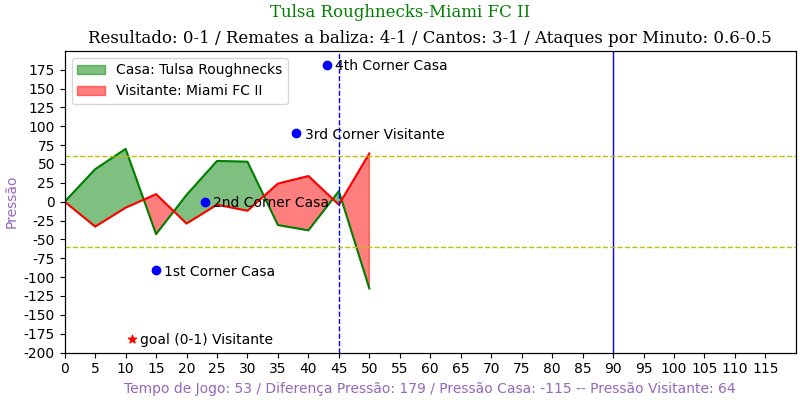 Tulsa Roughnecks-Miami FC II
Resultado: 0-1 / Remates a baliza: 4-1 / Cantos: 3-1 / Ataques por Minuto: 0.6-0.5
Casa: Tulsa Roughnecks
Visitante: Miami FC II
4th Corner Casa
3rd Corner Visitante
2nd Corner Casa
1st Corner Casa
goal (0-1) Visitante
Pressão
175
150
125
100
75
50
25
0
-25
-50
-75
-100
-125
-150
-175
-200
0 5 10 15 20 25 30 35 40 45 50 55 60 65 70 75 80 85 90 95 100 105 110 115
Tempo de Jogo: 53 / Diferença Pressão: 179 / Pressão Casa: -115 -- Pressão Visitante: 64